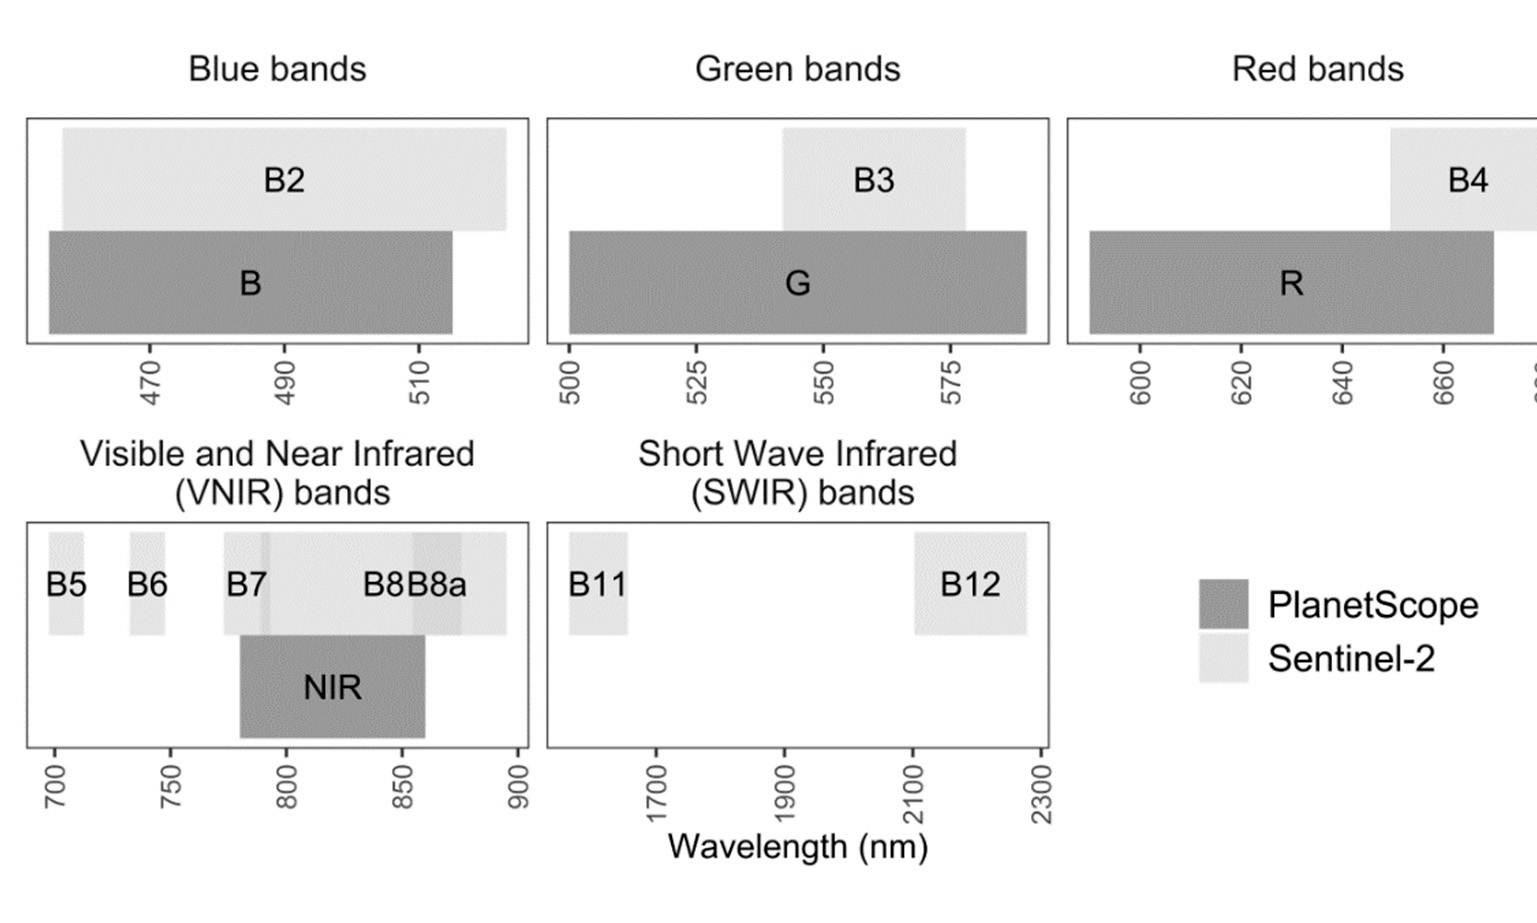 Blue bands
Green bands
Red bands
B2
B3
B4
B
G
R
470 490 510
500 525 550 575
600 620 640 660
Visible and Near Infrared
(VNIR) bands
Short Wave Infrared
(SWIR) bands
B5 B6 B7 B8 B8a
B11 B12
NIR
PlanetScope
Sentinel-2
700 750 800 850 900
1700 1900 2100 2300
Wavelength (nm)